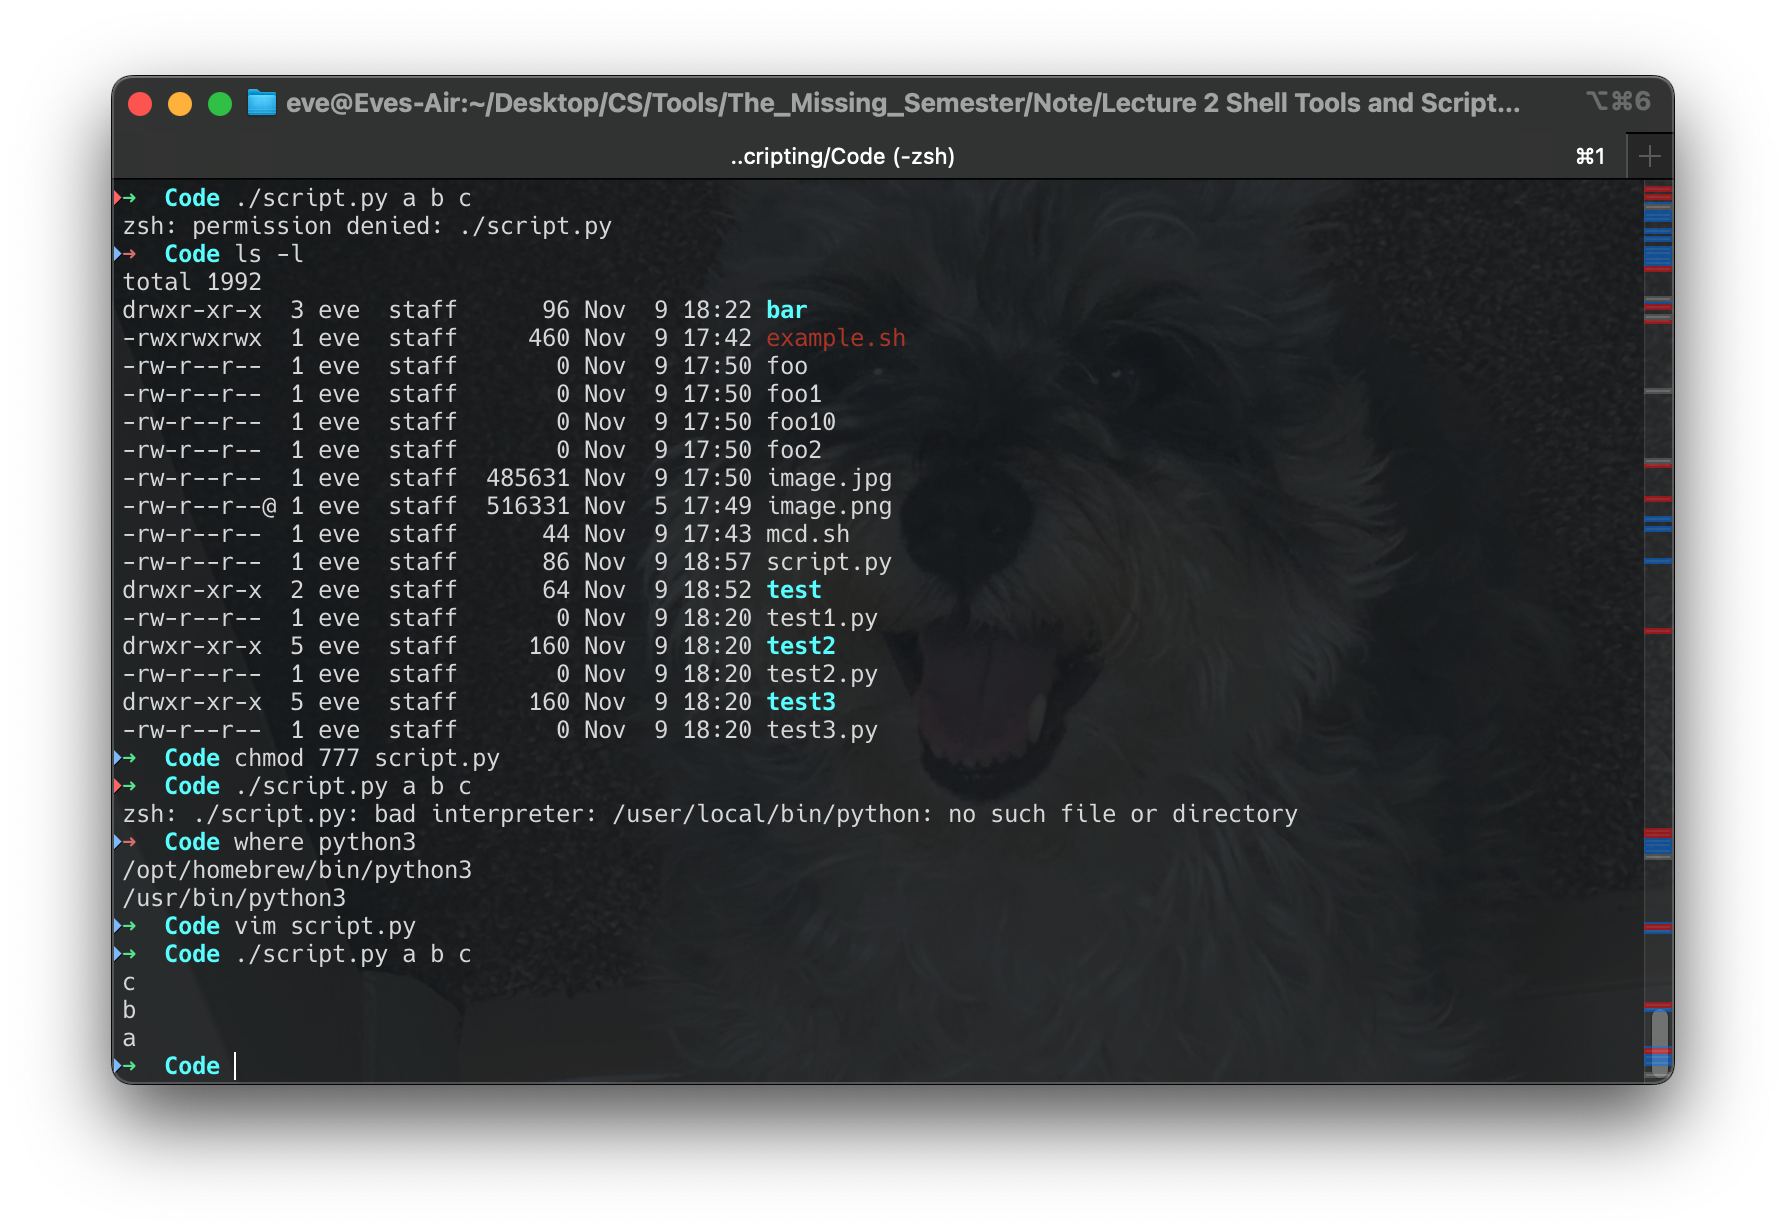 eve@Eves-Air:~/Desktop/CS/Tools/The_Missing_Semester/Note/Lecture 2 Shell Tools and Script... ⌥⌘6
..cripting/Code (-zsh) ⌘1 +
→ Code ./script.py a b c
zsh: permission denied: ./script.py
→ Code ls -l
total 1992
drwxr-xr-x 3 eve staff 96 Nov 9 18:22 bar
-rwxrwxrwx 1 eve staff 460 Nov 9 17:42 example.sh
-rw-r--r-- 1 eve staff 0 Nov 9 17:50 foo
-rw-r--r-- 1 eve staff 0 Nov 9 17:50 foo1
-rw-r--r-- 1 eve staff 0 Nov 9 17:50 foo10
-rw-r--r-- 1 eve staff 0 Nov 9 17:50 foo2
-rw-r--r-- 1 eve staff 485631 Nov 9 17:50 image.jpg
-rw-r--r--@ 1 eve staff 516331 Nov 5 17:49 image.png
-rw-r--r-- 1 eve staff 44 Nov 9 17:43 mcd.sh
-rw-r--r-- 1 eve staff 86 Nov 9 18:57 script.py
drwxr-xr-x 2 eve staff 64 Nov 9 18:52 test
-rw-r--r-- 1 eve staff 0 Nov 9 18:20 test1.py
drwxr-xr-x 5 eve staff 160 Nov 9 18:20 test2
-rw-r--r-- 1 eve staff 0 Nov 9 18:20 test2.py
drwxr-xr-x 5 eve staff 160 Nov 9 18:20 test3
-rw-r--r-- 1 eve staff 0 Nov 9 18:20 test3.py
→ Code chmod 777 script.py
→ Code ./script.py a b c
zsh: ./script.py: bad interpreter: /user/local/bin/python: no such file or directory
→ Code where python3
/opt/homebrew/bin/python3
/usr/bin/python3
→ Code vim script.py
→ Code ./script.py a b c
c
b
a
→ Code